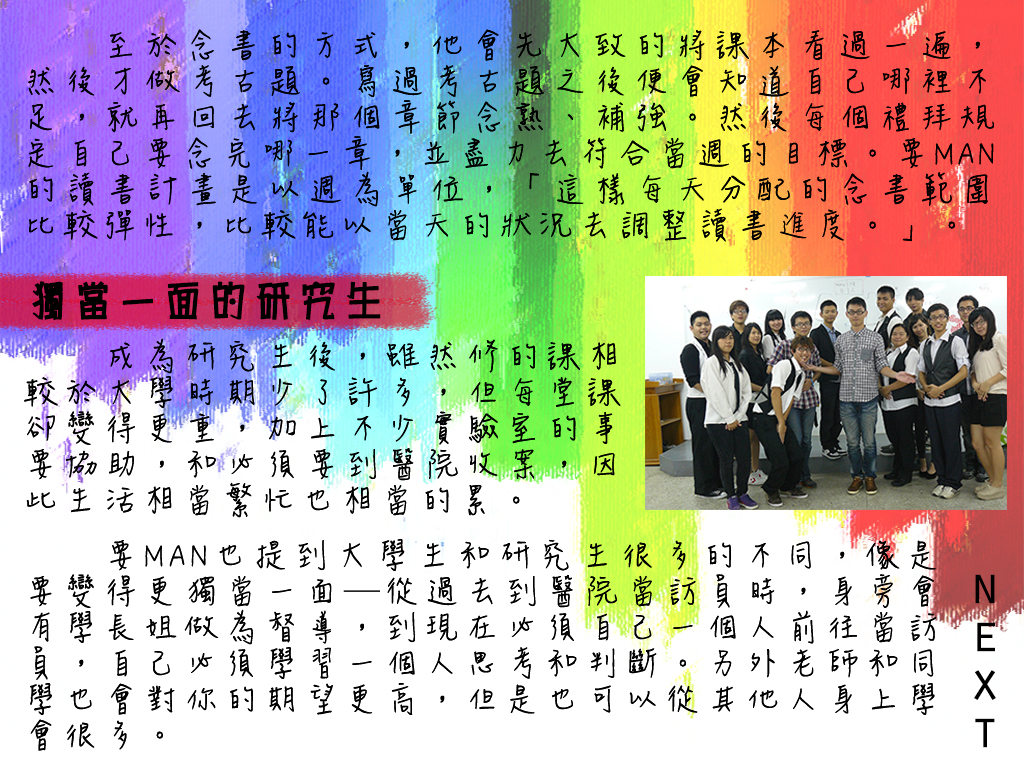 至於念書的方式，他會先大致的將課本看過一遍，
然後才做考古題。寫過考古題之後便會知道自己哪裡不
足，就再回去將那個章節念熟、補強。然後每個禮拜規
定自己要念完哪一章，並盡力去符合當週的目標。要MAN
的讀書計畫是以週為單位，「這樣每天分配的念書範圍
比較彈性，比較能以當天的狀況去調整讀書進度。」。
獨當一面的研究生
成為研究生後，雖然修的課相
較於大學時期少了許多，但每堂課
卻變得更重，加上不少實驗室的事
要協助，和必須要到醫院收案，因
此生活相當繁忙也相當的累。
要MAN也提到大學生和研究生很多的不同，像是
要變得更獨當一面—從過去到醫院當訪員時，身旁會
有學長姐做為督導，到現在必須自己一個人前往當訪
員，自己必須學習一個人思考和判斷。另外老師和同
學也會對你的期望更高，但是也可以從其他人身上學
會很多。
NEXT